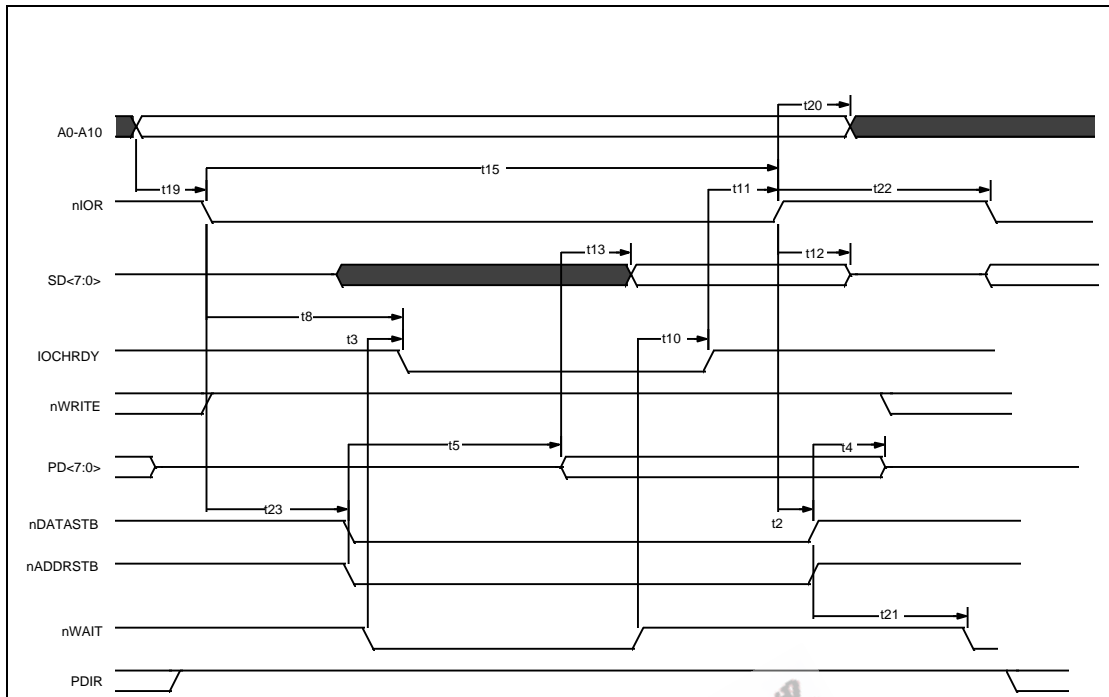 t20
A0-A10
t15
t19
t11
t22
nIOR
t13
t12
SD<7:0>
t8
t3
t10
IOCHRDY
nWRITE
t5
t4
PD<7:0>
t23
t2
nDATASTB
nADDRSTB
t21
nWAIT
PDIR